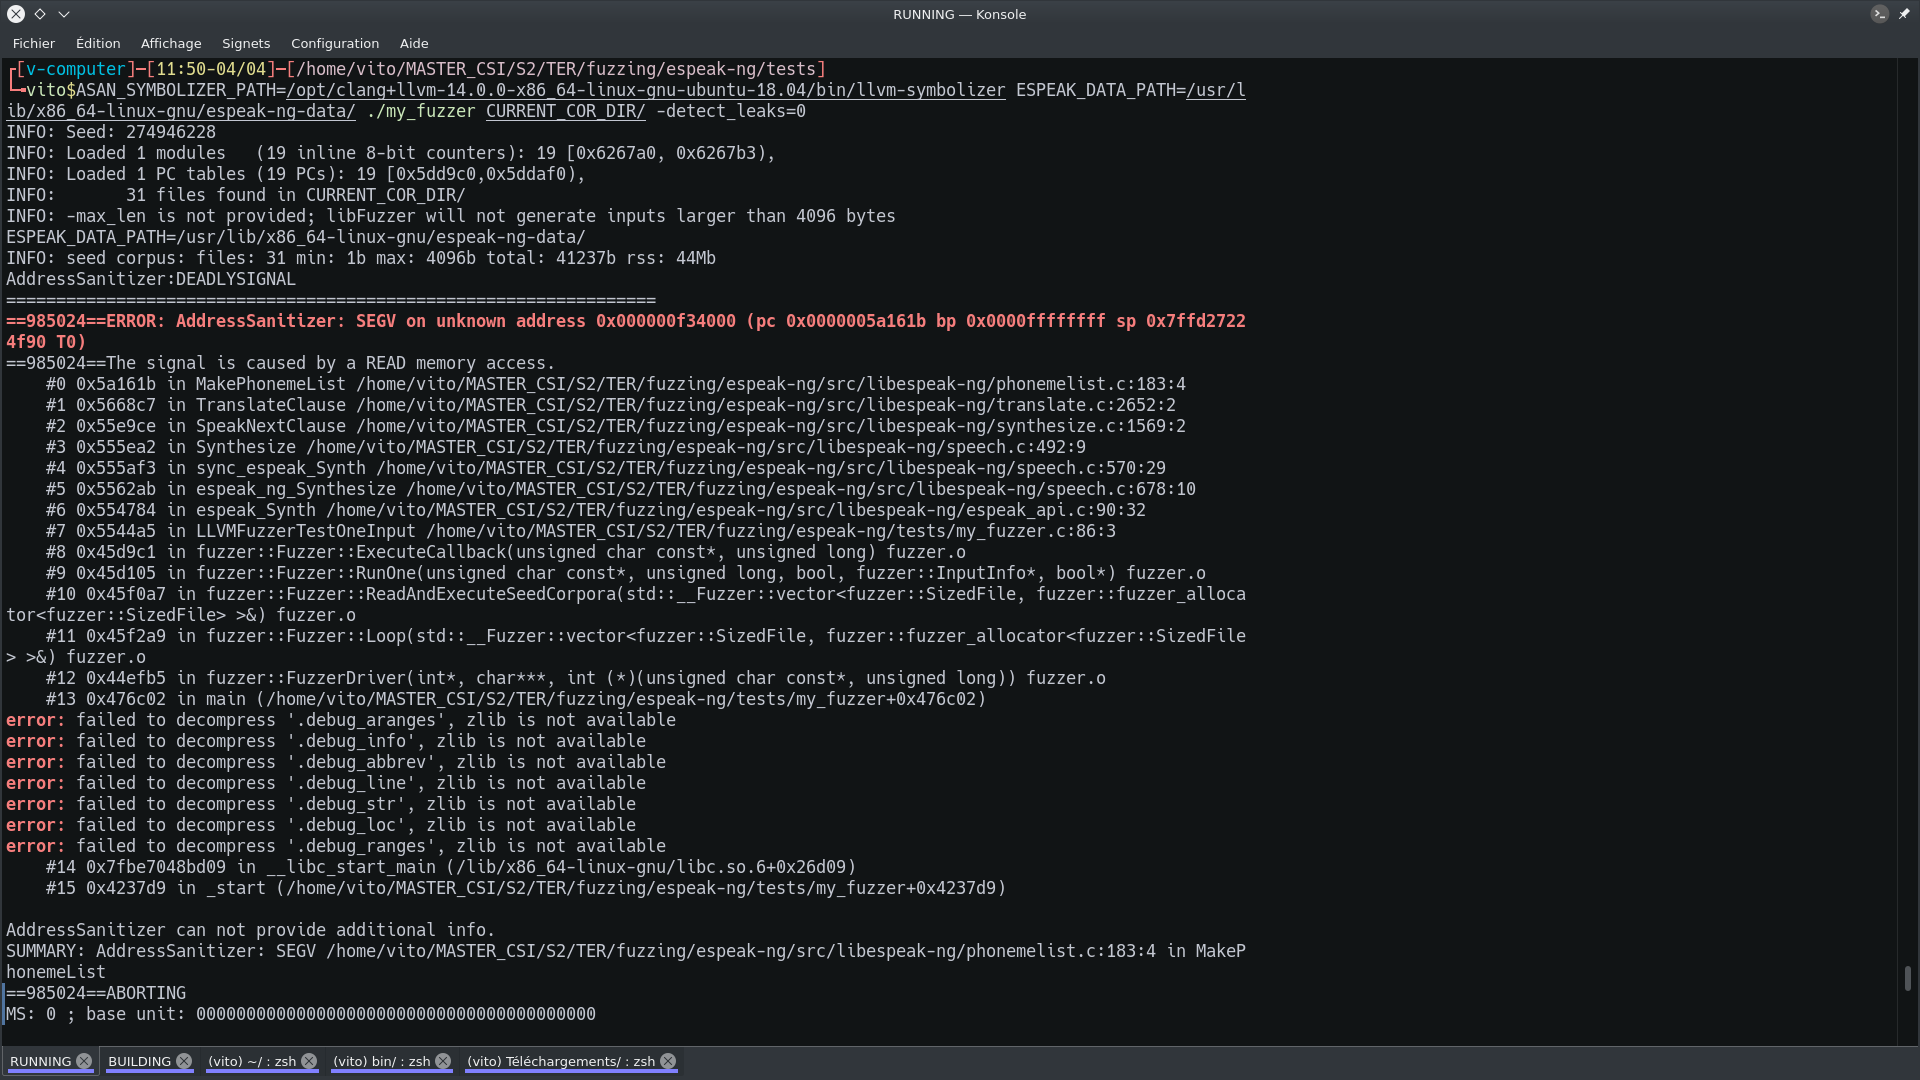 RUNNING — Konsole
Fichier Édition Affichage Signets Configuration Aide
[v-computer]—[11:50-04/04]—[/home/vito/MASTER_CSI/S2/TER/fuzzing/espeak-ng/tests]
vito$ASAN_SYMBOLIZER_PATH=/opt/clang+llvm-14.0.0-x86_64-linux-gnu-ubuntu-18.04/bin/llvm-symbolizer ESPEAK_DATA_PATH=/usr/l
ib/x86_64-linux-gnu/espeak-ng-data/ ./my_fuzzer CURRENT_COR_DIR/ -detect_leaks=0
INFO: Seed: 274946228
INFO: Loaded 1 modules   (19 inline 8-bit counters): 19 [0x6267a0, 0x6267b3),
INFO: Loaded 1 PC tables (19 PCs): 19 [0x5dd9c0,0x5ddaf0),
INFO:       31 files found in CURRENT_COR_DIR/
INFO: -max_len is not provided; libFuzzer will not generate inputs larger than 4096 bytes
ESPEAK_DATA_PATH=/usr/lib/x86_64-linux-gnu/espeak-ng-data/
INFO: seed corpus: files: 31 min: 1b max: 4096b total: 41237b rss: 44Mb
AddressSanitizer:DEADLYSIGNAL
=================================================================
==985024==ERROR: AddressSanitizer: SEGV on unknown address 0x000000f34000 (pc 0x0000005a161b bp 0x0000ffffffff sp 0x7ffd2722
4f90 T0)
==985024==The signal is caused by a READ memory access.
    #0 0x5a161b in MakePhonemeList /home/vito/MASTER_CSI/S2/TER/fuzzing/espeak-ng/src/libespeak-ng/phonemelist.c:183:4
    #1 0x5668c7 in TranslateClause /home/vito/MASTER_CSI/S2/TER/fuzzing/espeak-ng/src/libespeak-ng/translate.c:2652:2
    #2 0x55e9ce in SpeakNextClause /home/vito/MASTER_CSI/S2/TER/fuzzing/espeak-ng/src/libespeak-ng/synthesize.c:1569:2
    #3 0x555ea2 in Synthesize /home/vito/MASTER_CSI/S2/TER/fuzzing/espeak-ng/src/libespeak-ng/speech.c:492:9
    #4 0x555af3 in sync_espeak_Synth /home/vito/MASTER_CSI/S2/TER/fuzzing/espeak-ng/src/libespeak-ng/speech.c:570:29
    #5 0x5562ab in espeak_ng_Synthesize /home/vito/MASTER_CSI/S2/TER/fuzzing/espeak-ng/src/libespeak-ng/speech.c:678:10
    #6 0x554784 in espeak_Synth /home/vito/MASTER_CSI/S2/TER/fuzzing/espeak-ng/src/libespeak-ng/espeak_api.c:90:32
    #7 0x5544a5 in LLVMFuzzerTestOneInput /home/vito/MASTER_CSI/S2/TER/fuzzing/espeak-ng/tests/my_fuzzer.c:86:3
    #8 0x45d9c1 in fuzzer::Fuzzer::ExecuteCallback(unsigned char const*, unsigned long) fuzzer.o
    #9 0x45d105 in fuzzer::Fuzzer::RunOne(unsigned char const*, unsigned long, bool, fuzzer::InputInfo*, bool*) fuzzer.o
    #10 0x45f0a7 in fuzzer::Fuzzer::ReadAndExecuteSeedCorpora(std::__Fuzzer::vector<fuzzer::SizedFile, fuzzer::fuzzer_alloca
tor<fuzzer::SizedFile> >&) fuzzer.o
    #11 0x45f2a9 in fuzzer::Fuzzer::Loop(std::__Fuzzer::vector<fuzzer::SizedFile, fuzzer::fuzzer_allocator<fuzzer::SizedFile
> >&) fuzzer.o
    #12 0x44efb5 in fuzzer::FuzzerDriver(int*, char***, int (*)(unsigned char const*, unsigned long)) fuzzer.o
    #13 0x476c02 in main (/home/vito/MASTER_CSI/S2/TER/fuzzing/espeak-ng/tests/my_fuzzer+0x476c02)
error: failed to decompress '.debug_aranges', zlib is not available
error: failed to decompress '.debug_info', zlib is not available
error: failed to decompress '.debug_abbrev', zlib is not available
error: failed to decompress '.debug_line', zlib is not available
error: failed to decompress '.debug_str', zlib is not available
error: failed to decompress '.debug_loc', zlib is not available
error: failed to decompress '.debug_ranges', zlib is not available
    #14 0x7fbe7048bd09 in __libc_start_main (/lib/x86_64-linux-gnu/libc.so.6+0x26d09)
    #15 0x4237d9 in _start (/home/vito/MASTER_CSI/S2/TER/fuzzing/espeak-ng/tests/my_fuzzer+0x4237d9)
AddressSanitizer can not provide additional info.
SUMMARY: AddressSanitizer: SEGV /home/vito/MASTER_CSI/S2/TER/fuzzing/espeak-ng/src/libespeak-ng/phonemelist.c:183:4 in MakeP
honemeList
==985024==ABORTING
MS: 0 ; base unit: 0000000000000000000000000000000000000000
RUNNING BUILDING (vito) ~/ : zsh (vito) bin/ : zsh (vito) Téléchargements/ : zsh